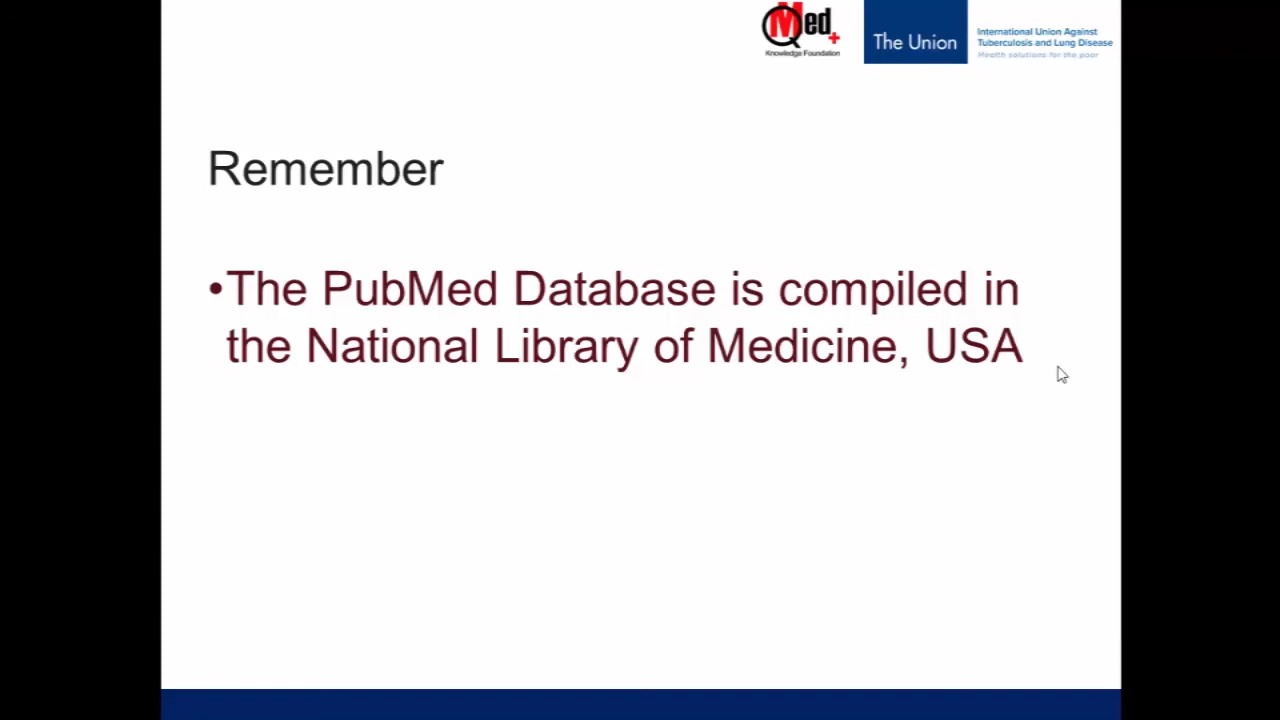 QMed+
Knowledge Foundation
The Union
International Union Against
Tuberculosis and Lung Disease
Health solutions for the poor
Remember
•The PubMed Database is compiled in
the National Library of Medicine, USA